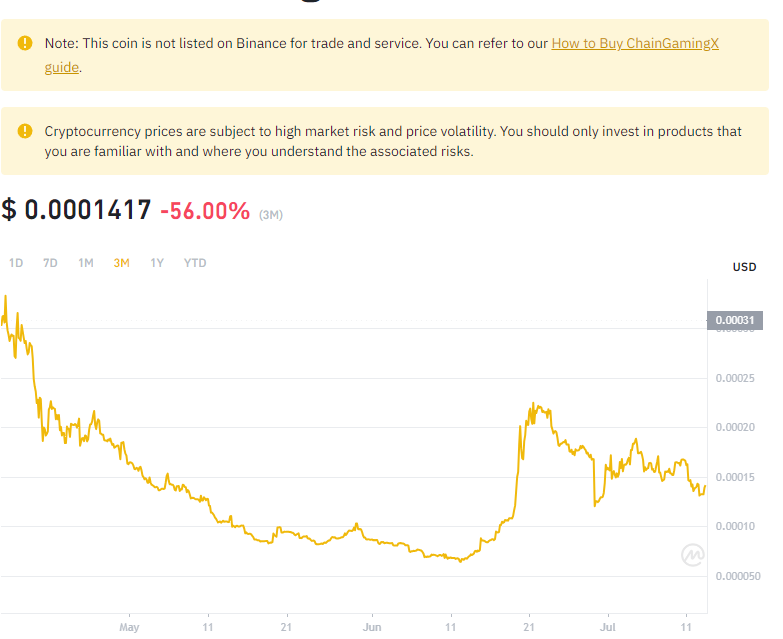 Note: This coin is not listed on Binance for trade and service. You can refer to our How to Buy ChainGamingX
guide.
Cryptocurrency prices are subject to high market risk and price volatility. You should only invest in products that
you are familiar with and where you understand the associated risks.
$ 0.0001417 -56.00% (3M)
1D 7D 1M 3M 1Y YTD
USD
0.00031
0.00025
0.00020
0.00015
0.00010
0.000050
May 11 21 Jun 11 21 Jul 11